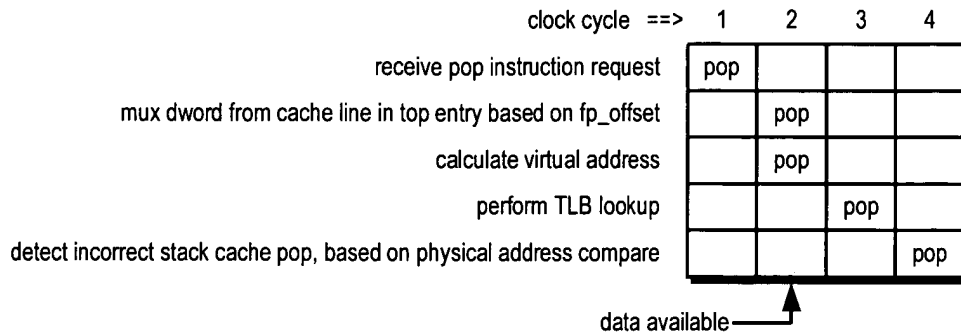 clock cycle ==> 1 2 3 4
receive pop instruction request pop
mux dword from cache line in top entry based on fp_offset pop
calculate virtual address pop
perform TLB lookup pop
detect incorrect stack cache pop, based on physical address compare pop
data available